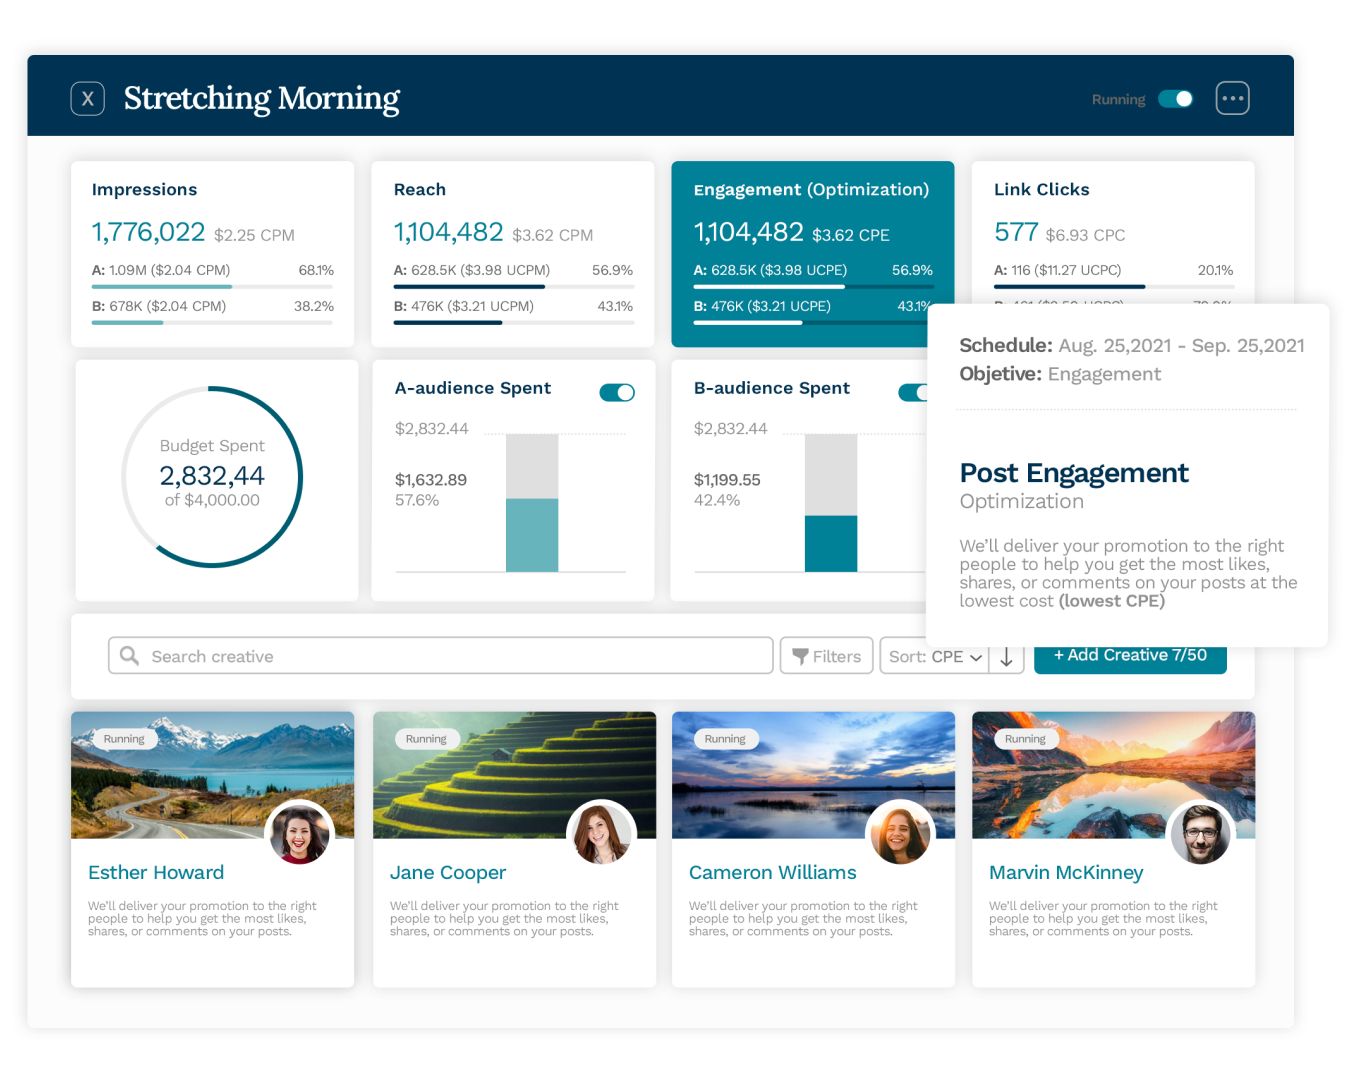 X Stretching Morning
Running
Impressions
1,776,022 $2.25 CPM
A: 1.09M ($2.04 CPM) 68.1%
B: 678K ($2.04 CPM) 38.2%
Reach
1,104,482 $3.62 CPM
A: 628.5K ($3.98 UCPM) 56.9%
B: 476K ($3.21 UCPM) 43.1%
Engagement (Optimization)
1,104,482 $3.62 CPE
A: 628.5K ($3.98 UCPE) 56.9%
B: 476K ($3.21 UCPE) 43.1%
Link Clicks
577 $6.93 CPC
A: 116 ($11.27 UCPC) 20.1%
Schedule: Aug. 25,2021 - Sep. 25,2021
Objetive: Engagement
Post Engagement
Optimization
We'll deliver your promotion to the right
people to help you get the most likes,
shares, or comments on your posts at the
lowest cost (lowest CPE)
Budget Spent
2,832,44
of $4,000.00
A-audience Spent
$2,832.44
$1,632.89
57.6%
B-audience Spent
$2,832.44
$1,199.55
42.4%
Search creative
Filters
Sort: CPE
+ Add Creative 7/50
Running
Esther Howard
We'll deliver your promotion to the right
people to help you get the most likes,
shares, or comments on your posts.
Running
Jane Cooper
We'll deliver your promotion to the right
people to help you get the most likes,
shares, or comments on your posts.
Running
Cameron Williams
We'll deliver your promotion to the right
people to help you get the most likes,
shares, or comments on your posts.
Running
Marvin McKinney
We'll deliver your promotion to the right
people to help you get the most likes,
shares, or comments on your posts.